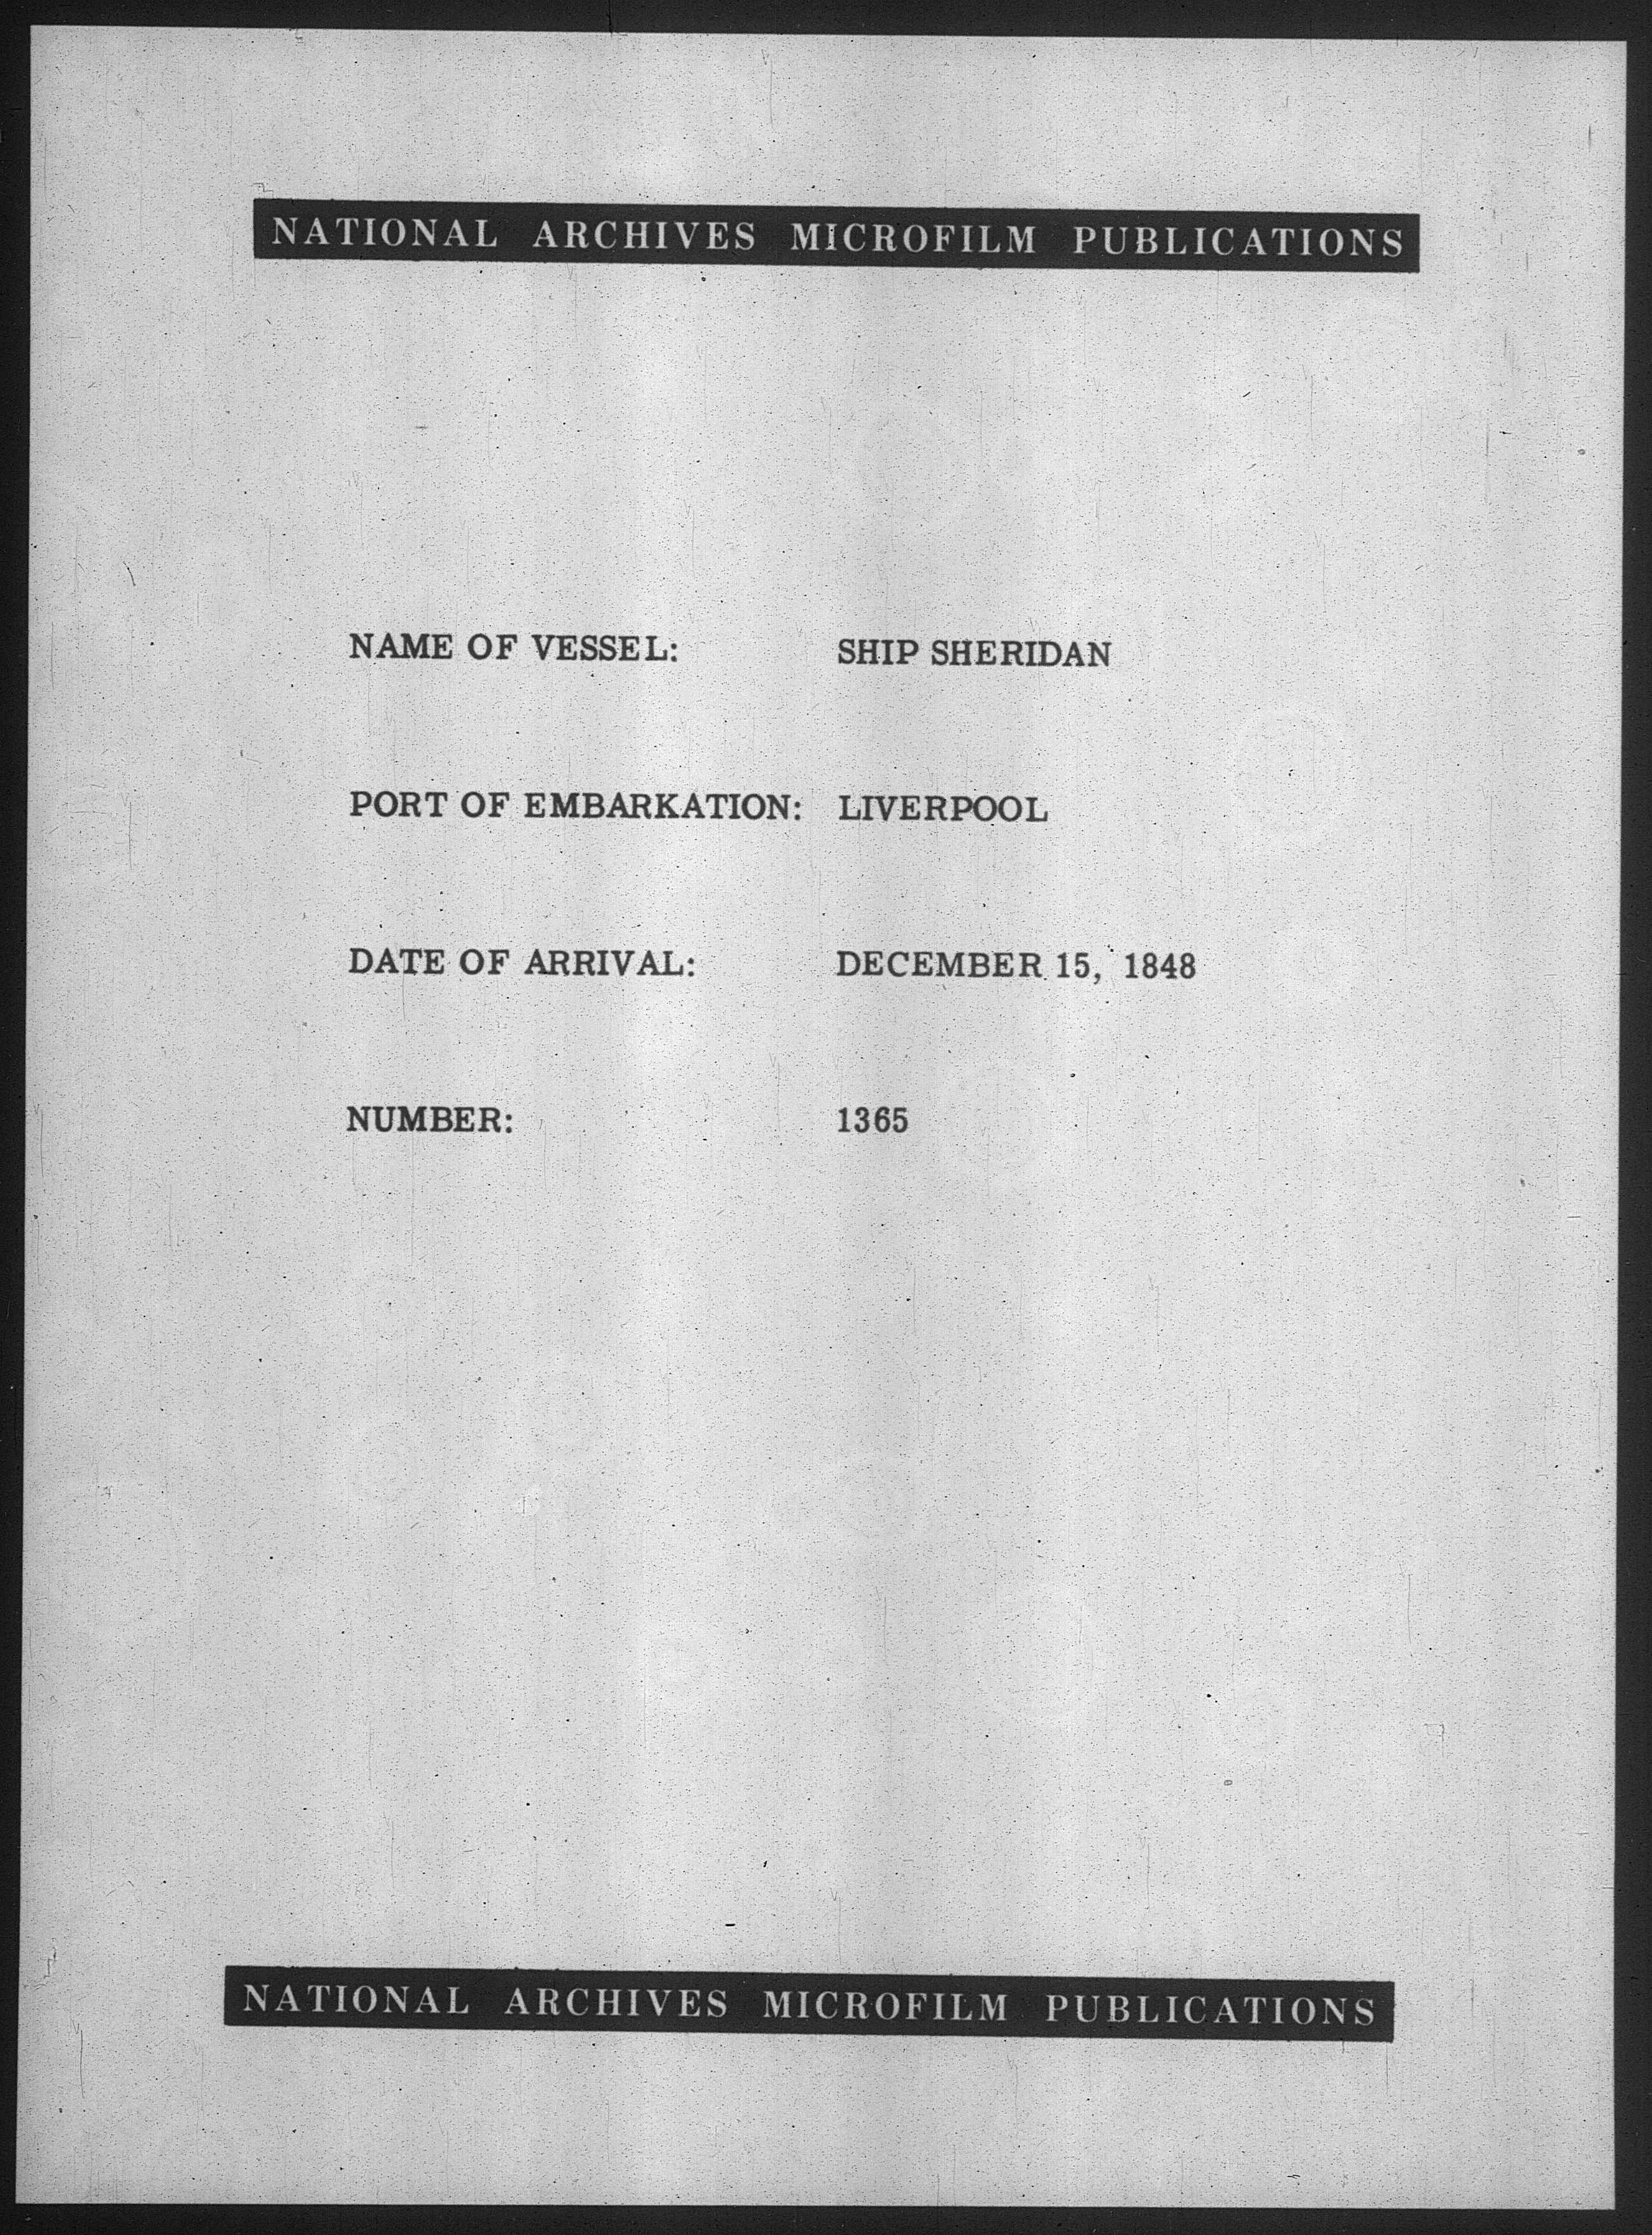 NATIONAL ARCHIVES MICROFILM PUBLICATIONS
NAME OF VESSEL: SHIP SHERIDAN
PORT OF EMBARKATION: LIVERPOOL
DATE OF ARRIVAL: DECEMBER 15, 1848
NUMBER: 1365
NATIONAL ARCHIVES MICROFILM PUBLICATIONS